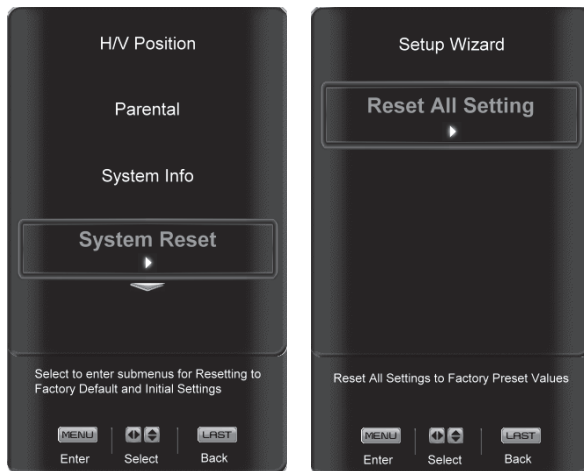 H/V Position
Parental
System Info
System Reset
Select to enter submenus for Resetting to
Factory Default and Initial Settings
MENU
LAST
Enter
Select
Back
Setup Wizard
Reset All Setting
Reset All Settings to Factory Preset Values
MENU
LAST
Enter
Select
Back